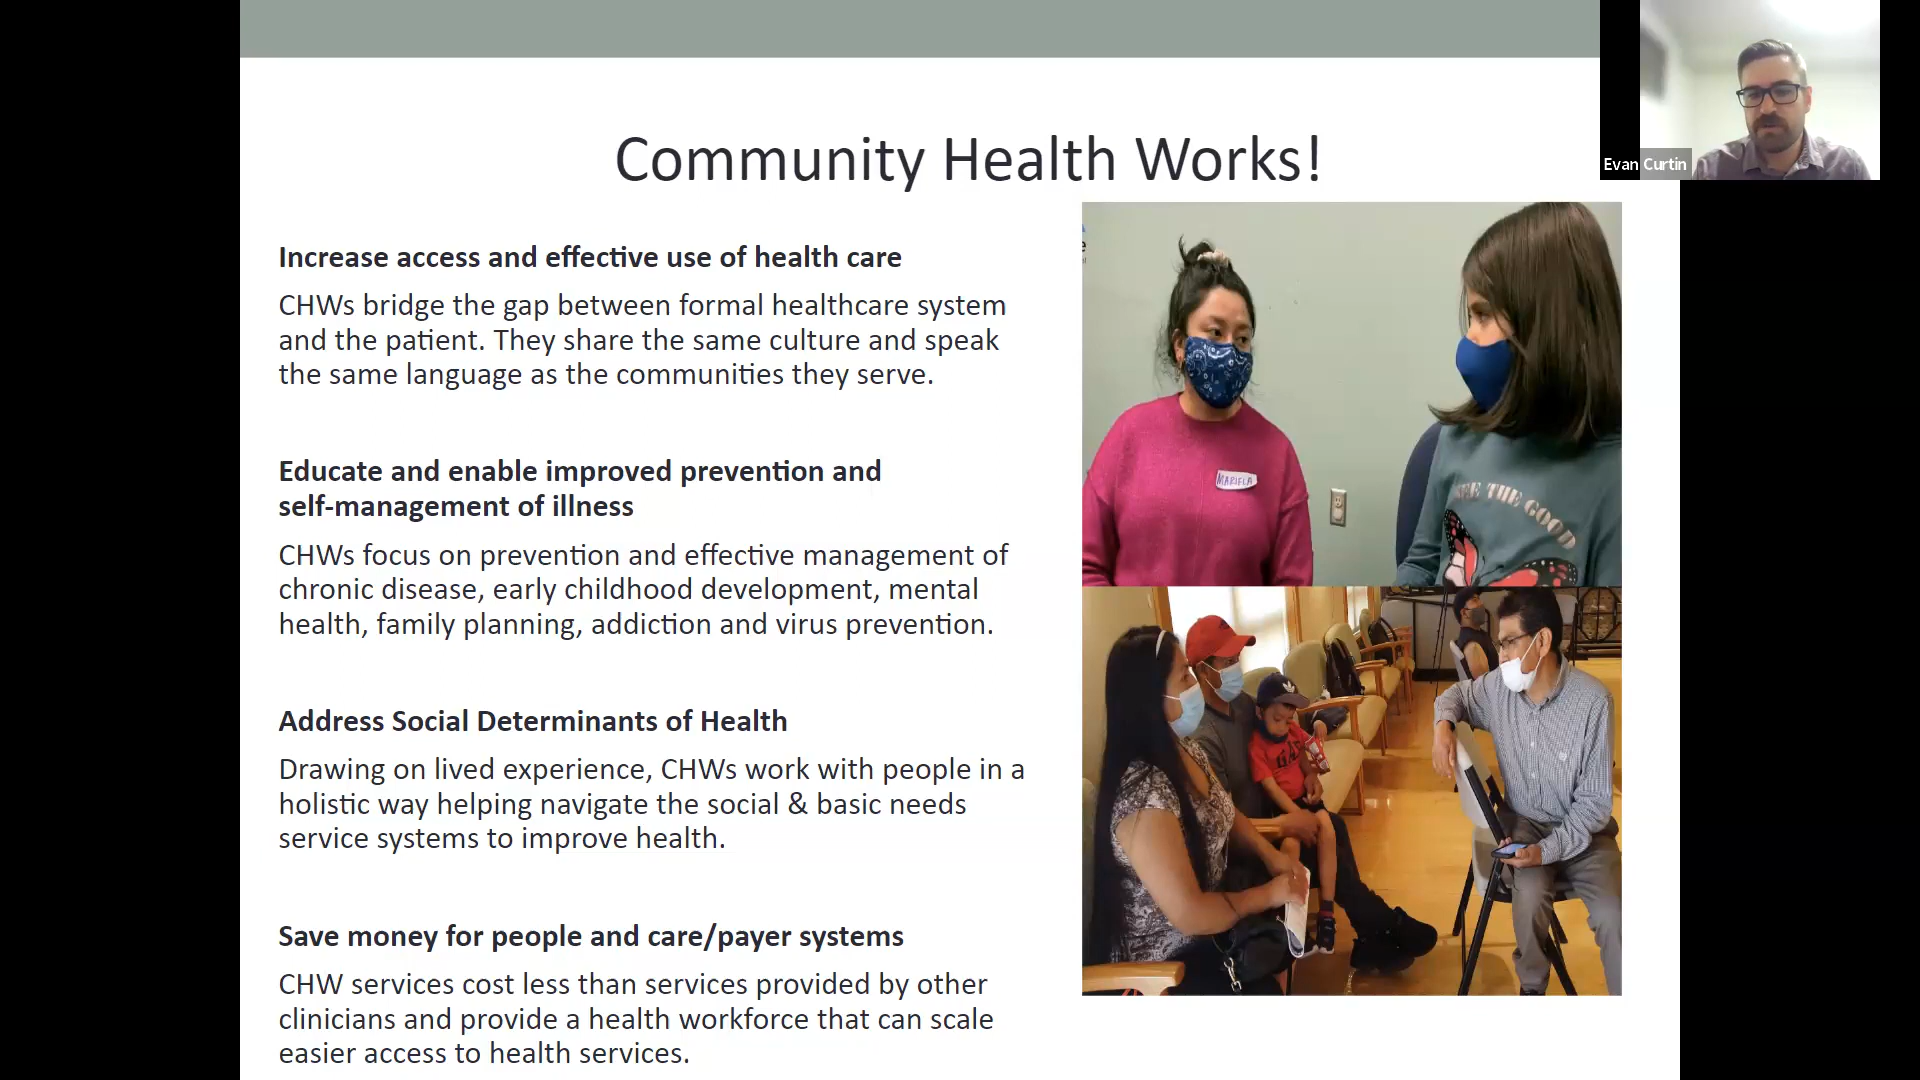 Community Health Works!
Evan Curtin
Increase access and effective use of health care
CHWs bridge the gap between formal healthcare system
and the patient. They share the same culture and speak
the same language as the communities they serve.
Educate and enable improved prevention and
self-management of illness
CHWs focus on prevention and effective management of
chronic disease, early childhood development, mental
health, family planning, addiction and virus prevention.
Address Social Determinants of Health
Drawing on lived experience, CHWs work with people in a
holistic way helping navigate the social & basic needs
service systems to improve health.
Save money for people and care/payer systems
CHW services cost less than services provided by other
clinicians and provide a health workforce that can scale
easier access to health services.
MARIELA
THE GOOD